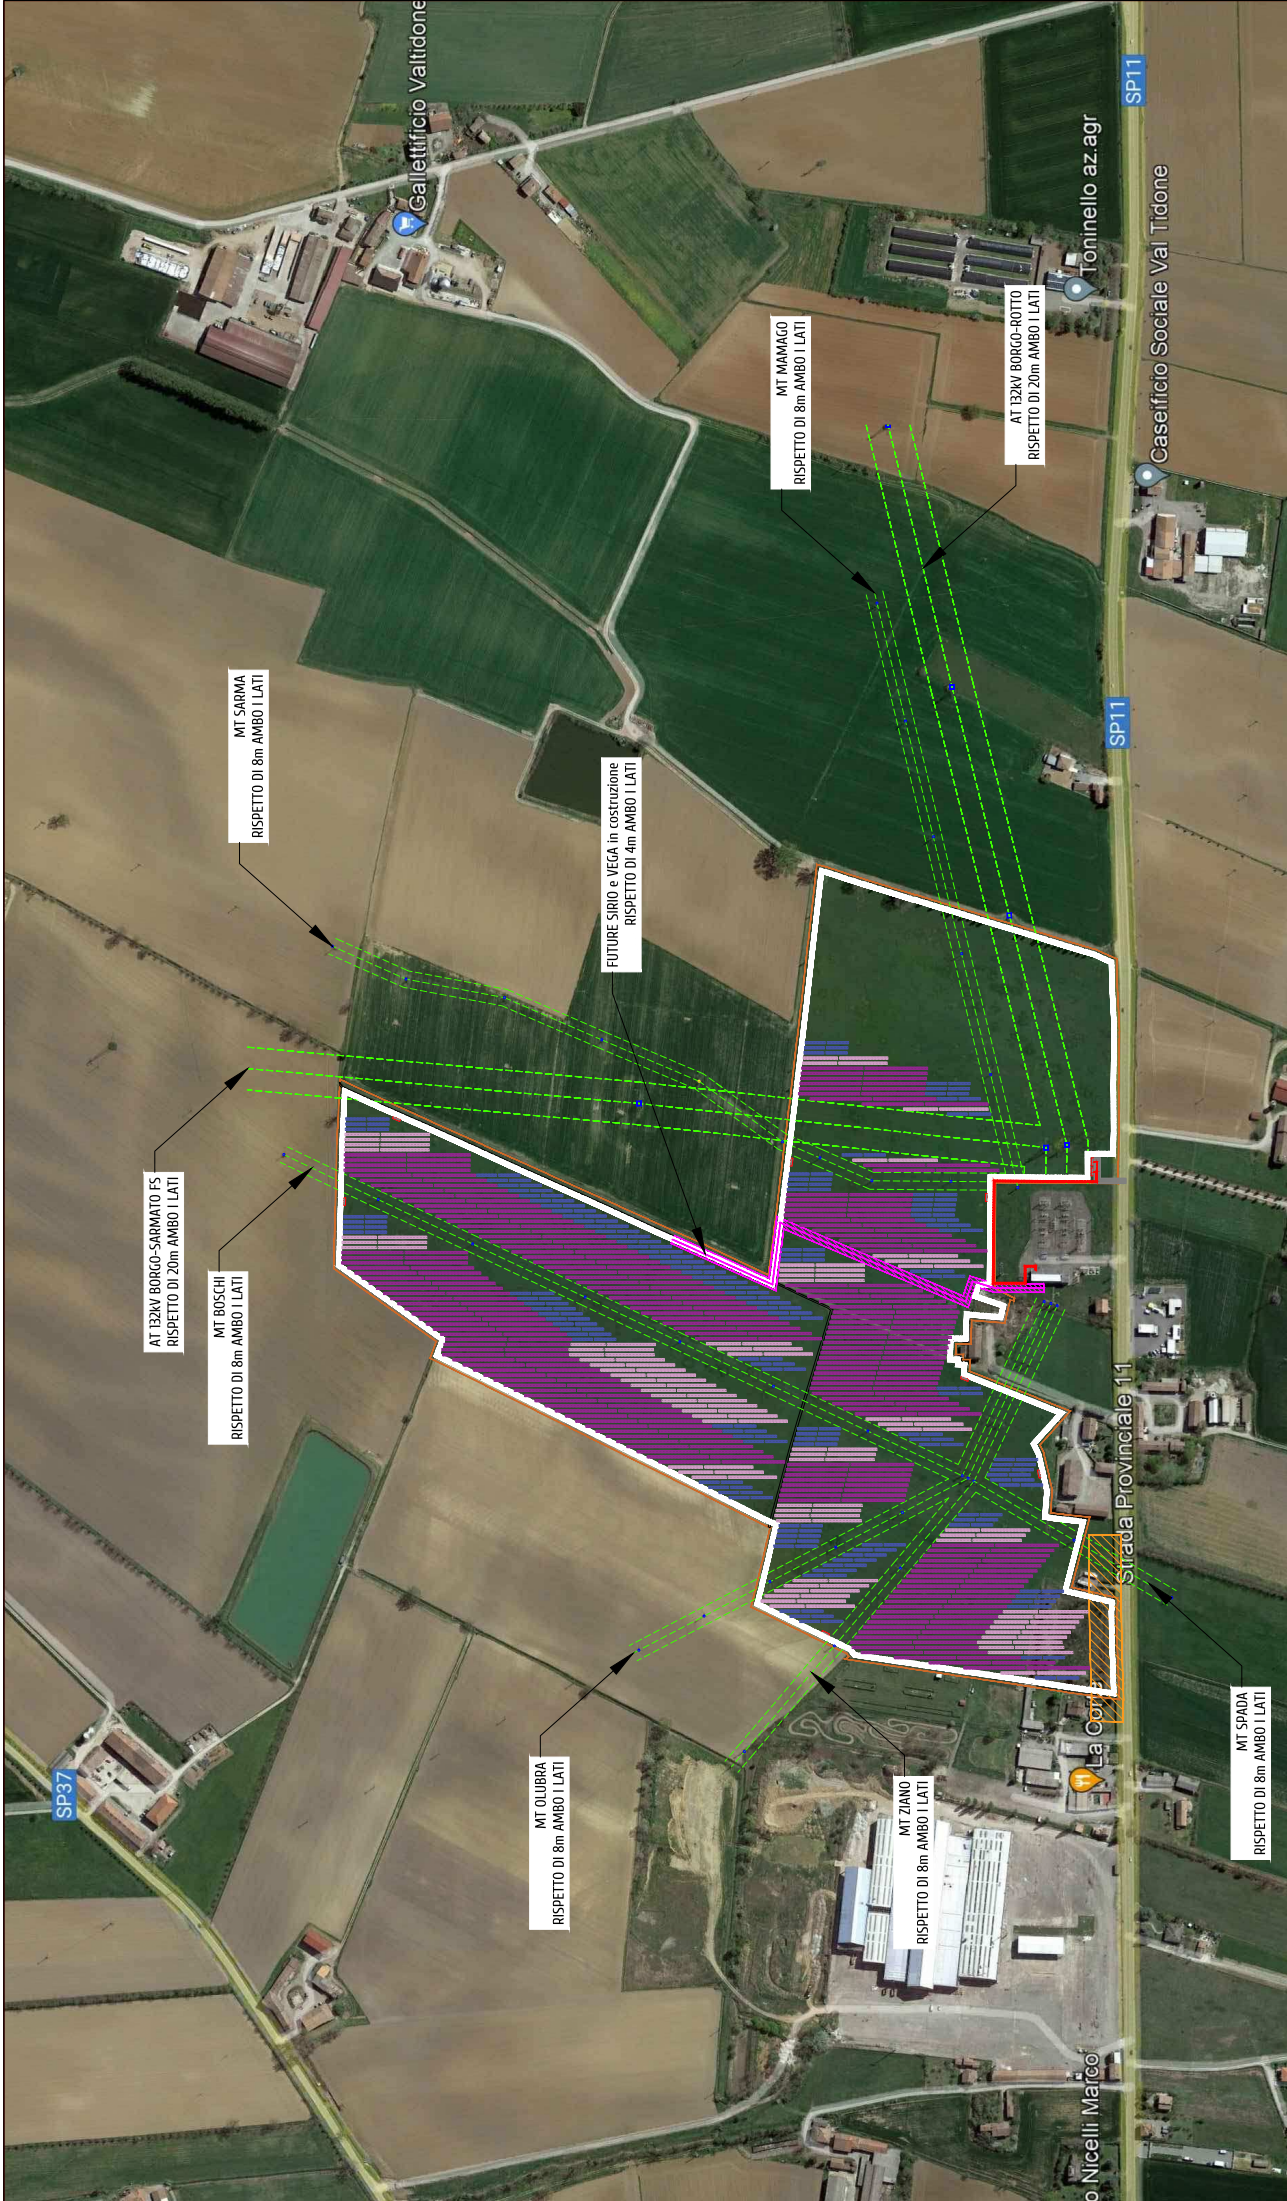 SP37
MT OLUBRA
RISPETTO DI 8m AMBO I LATI
MT ZIANO
RISPETTO DI 8m AMBO I LATI
MT SPADA
RISPETTO DI 8m AMBO I LATI
o Nicelli Marco
La Corte
Strada Provinciale 11
AT 132kV BORGO-SARMATO FS
RISPETTO DI 20m AMBO I LATI
MT BOSCHI
RISPETTO DI 8m AMBO I LATI
MT SARMA
RISPETTO DI 8m AMBO I LATI
FUTURE SIRIO e VEGA in costruzione
RISPETTO DI 4m AMBO I LATI
MT MAMAGO
RISPETTO DI 8m AMBO I LATI
AT 132kV BORGO-ROTTO
RISPETTO DI 20m AMBO I LATI
SP11
Caseificio Sociale Val Tidone
Toninello az.agr
Gallettificio Valtidone
SP11